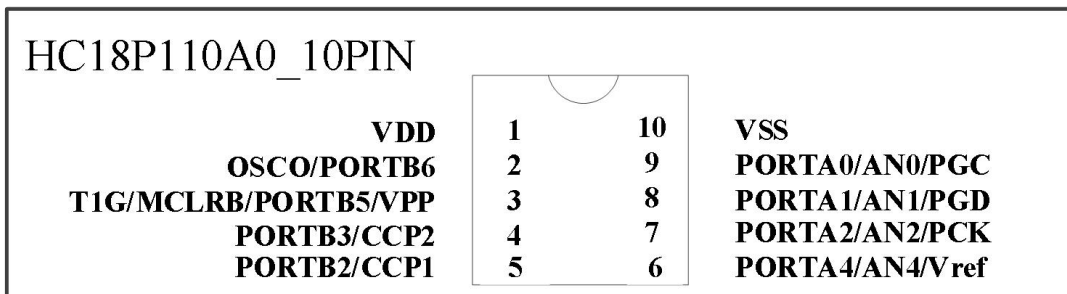 HC18P110A0_10PIN
VDD 1 10 VSS
OSCO/PORTB6 2 9 PORTA0/AN0/PGC
T1G/MCLRB/PORTB5/VPP 3 8 PORTA1/AN1/PGD
PORTB3/CCP2 4 7 PORTA2/AN2/PCK
PORTB2/CCP1 5 6 PORTA4/AN4/Vref